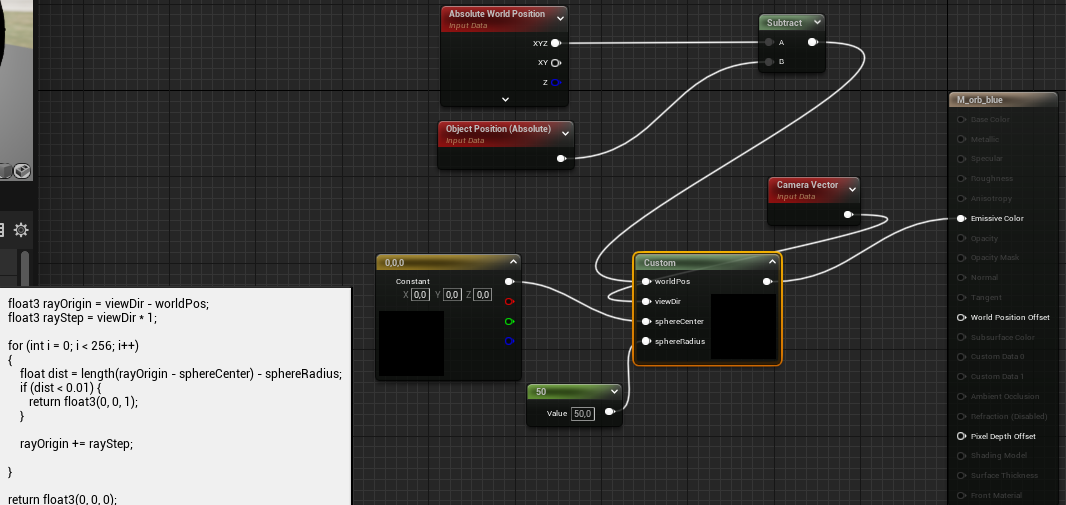 Absolute World Position
Input Data
XYZ
XY
Z
Subtract
A
B
Object Position (Absolute)
Input Data
Camera Vector
Input Data
M_orb_blue
Base Color
Metallic
Specular
Roughness
Anisotropy
Emissive Color
Opacity
Opacity Mask
Normal
Tangent
World Position Offset
Subsurface Color
Custom Data 0
Custom Data 1
Ambient Occlusion
Refraction (Disabled)
Pixel Depth Offset
Shading Model
Surface Thickness
Front Material
0,0,0
Constant
X 0,0 Y 0,0 Z 0,0
Custom
worldPos
viewDir
sphereCenter
sphereRadius
50
Value 50,0
float3 rayOrigin = viewDir - worldPos;
float3 rayStep = viewDir * 1;
for (int i = 0; i < 256; i++)
{
float dist = length(rayOrigin - sphereCenter) - sphereRadius;
if (dist < 0.01) {
return float3(0, 0, 1);
}
rayOrigin += rayStep;
}
return float3(0, 0, 0);